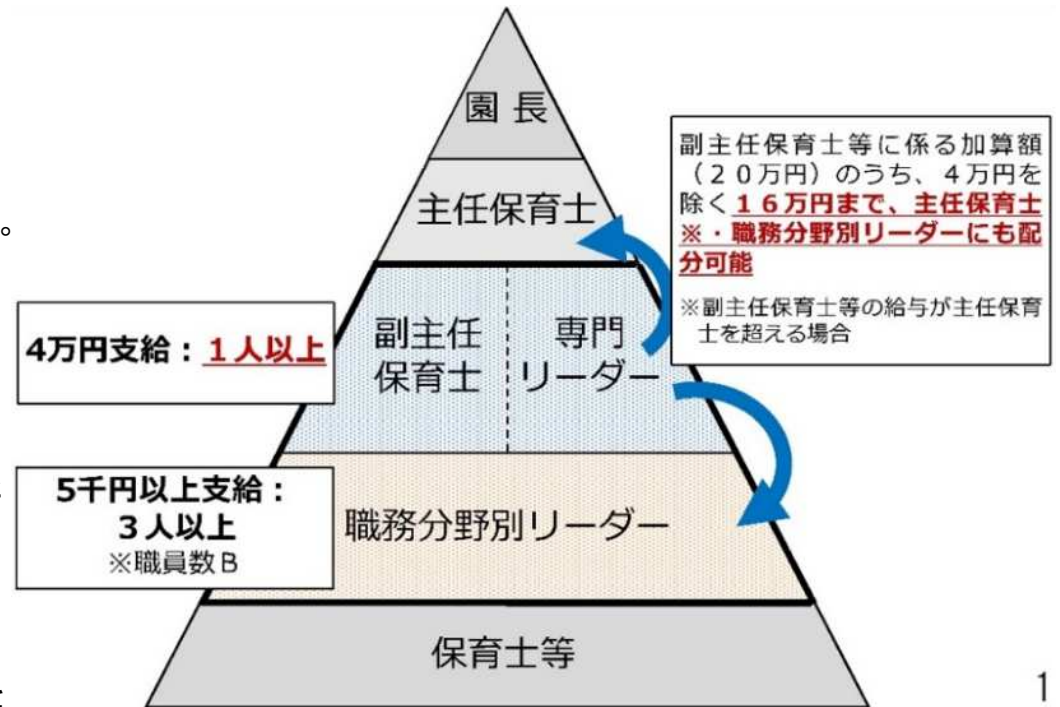 園 長
主任保育士
副主任
保育士
専門
リーダー
職務分野別リーダー
保育士等
4万円支給：１人以上
5千円以上支給：
３人以上
※職員数Ｂ
副主任保育士等に係る加算額
（２０万円）のうち、４万円を
除く１６万円まで、主任保育士
※・職務分野別リーダーにも配
分可能
※副主任保育士等の給与が主任保育
士を超える場合
。
1